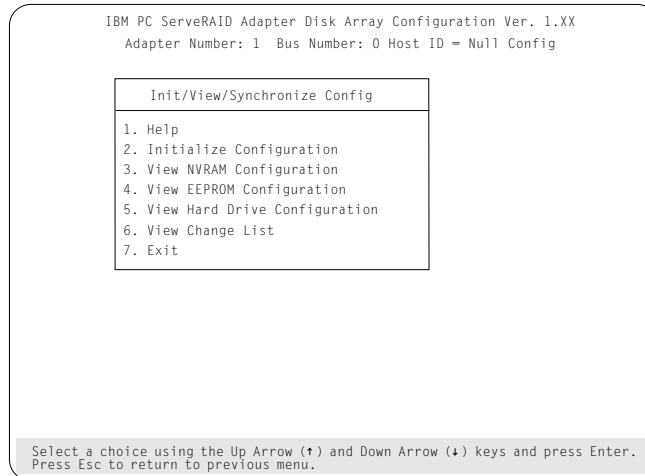 IBM PC ServeRAID Adapter Disk Array Configuration Ver. 1.XX
Adapter Number: 1 Bus Number: 0 Host ID = Null Config
Init/View/Synchronize Config
1. Help
2. Initialize Configuration
3. View NVRAM Configuration
4. View EEPROM Configuration
5. View Hard Drive Configuration
6. View Change List
7. Exit
Select a choice using the Up Arrow (↑) and Down Arrow (↓) keys and press Enter.
Press Esc to return to previous menu.